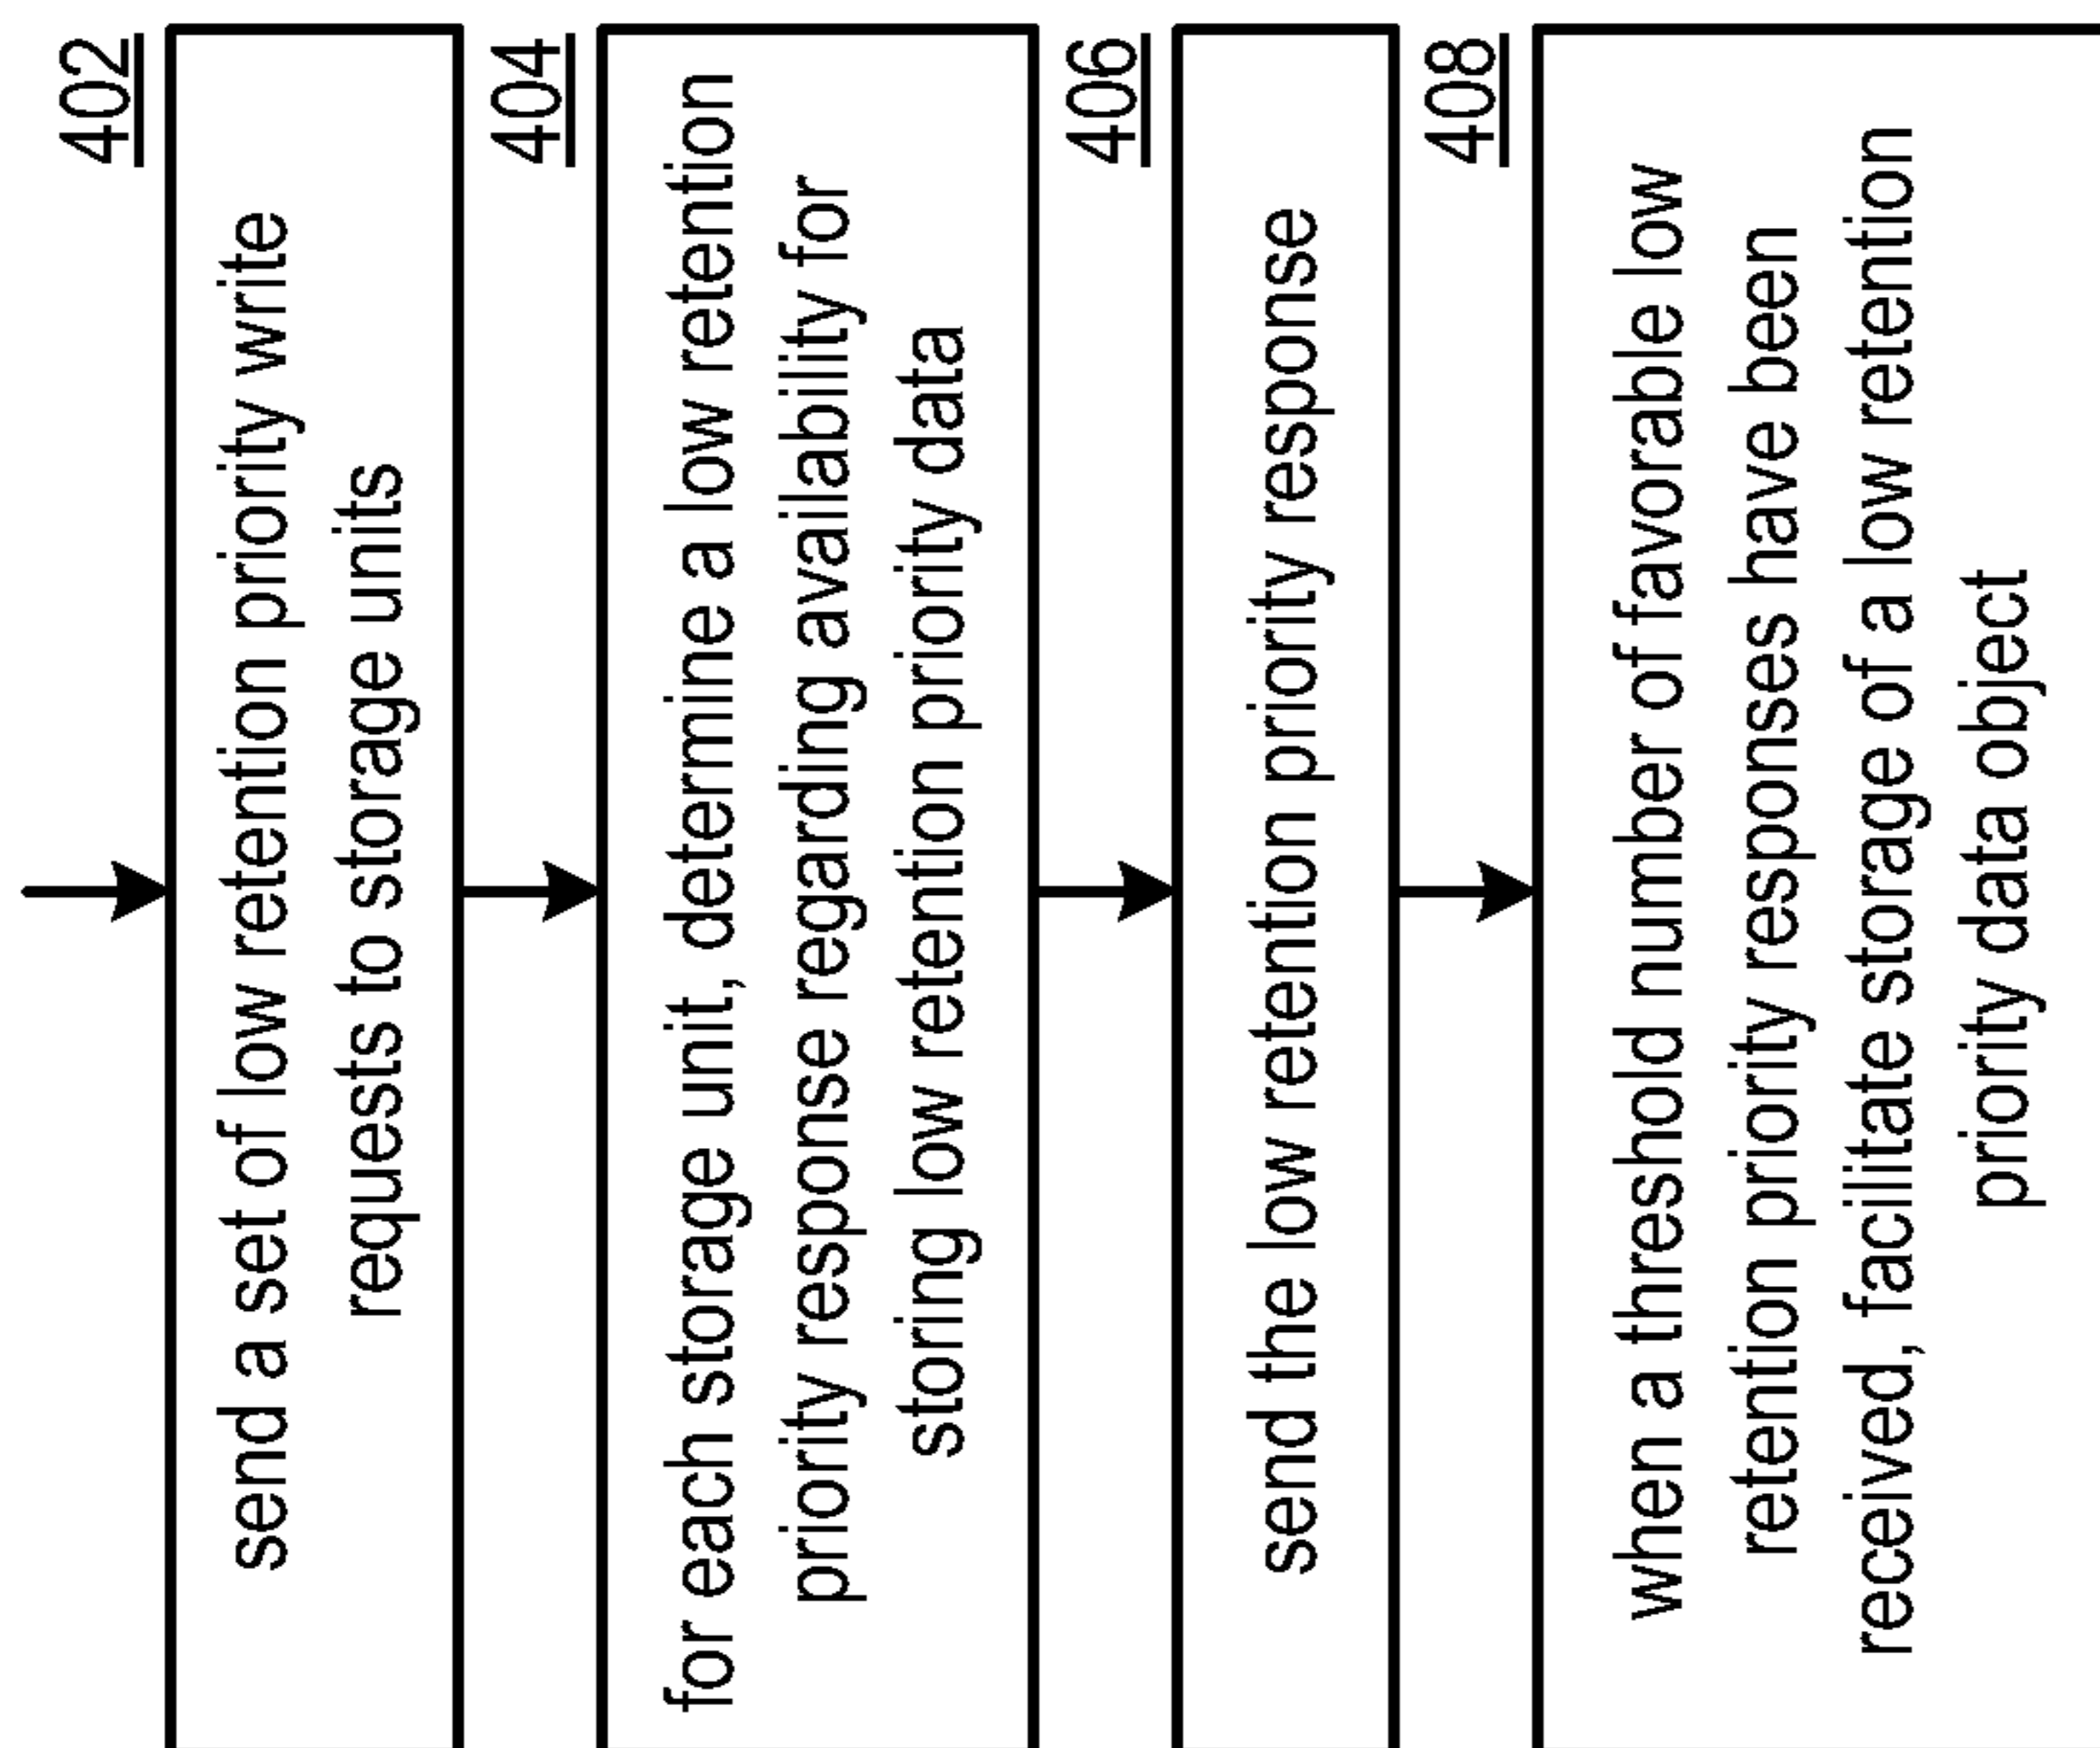 402
send a set of low retention priority write
requests to storage units
404
for each storage unit, determine a low retention
priority response regarding availability for
storing low retention priority data
406
send the low retention priority response
408
when a threshold number of favorable low
retention priority responses have been
received, facilitate storage of a low retention
priority data object